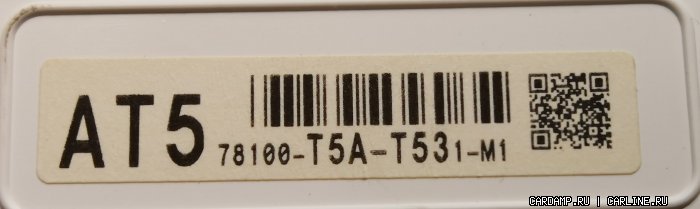 AT5
78100-T5A-T531-M1
CARDAMP.RU | CARLINE.RU